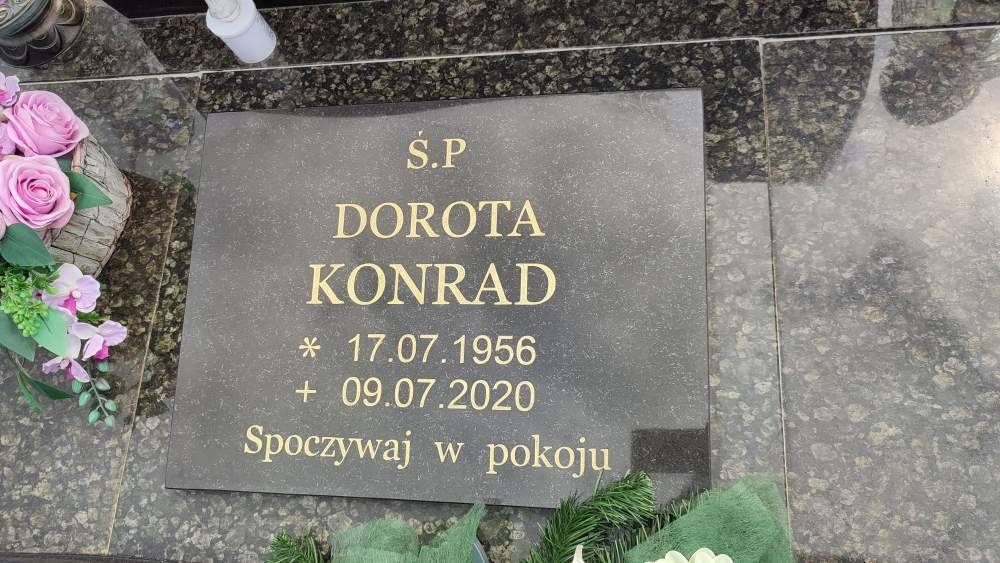 Ś.P
DOROTA
KONRAD
* 17.07.1956
+ 09.07.2020
Spoczywaj w pokoju